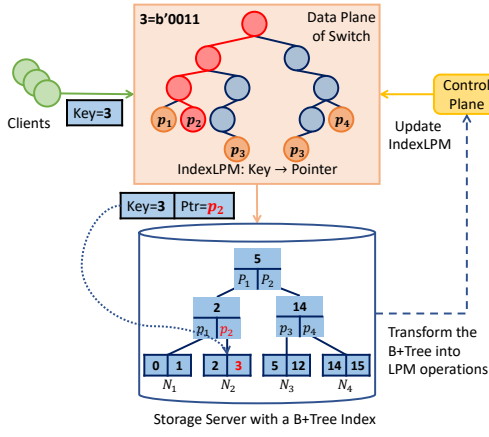 3=b'0011
Data Plane
of Switch
Clients
Key=3
p₁
p₂
p₃
p₃
p₄
IndexLPM: Key → Pointer
Control
Plane
Update
IndexLPM
Key=3 Ptr=p₂
5
P₁ P₂
2
p₁ p₂
14
p₃ p₄
0 1
2 3
5 12
14 15
N₁
N₂
N₃
N₄
Transform the
B+Tree into
LPM operations
Storage Server with a B+Tree Index